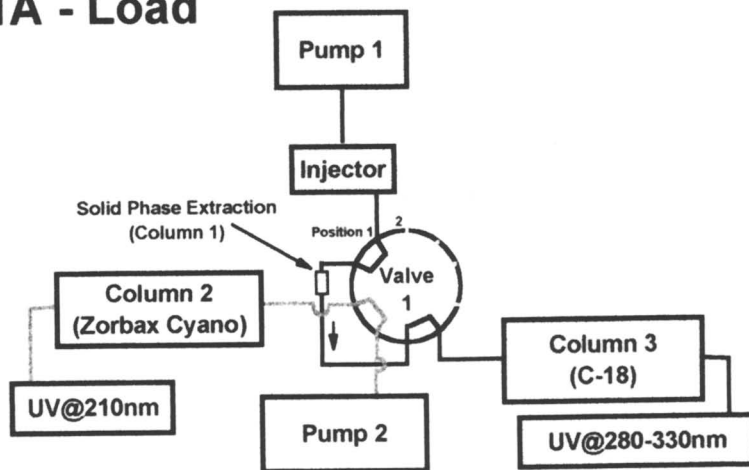 1A - Load
Pump 1
Injector
Solid Phase Extraction
(Column 1)
Position 1
2
Valve
1
Column 2
(Zorbax Cyano)
Column 3
(C-18)
UV@210nm
Pump 2
UV@280-330nm